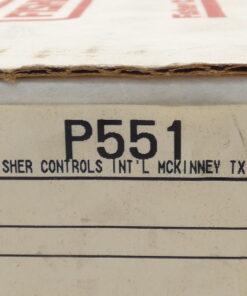 P551
SHER CONTROLS INT'L MCKINNEY TX